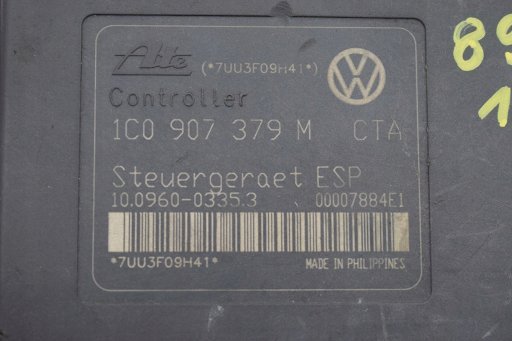 Ate (*7UU3F09H41*)
Controller
1C0 907 379 M CTA
Steuergeraet ESP
10.0960-0335.3 00007884E1
*7UU3F09H41* MADE IN PHILIPPINES
89
1